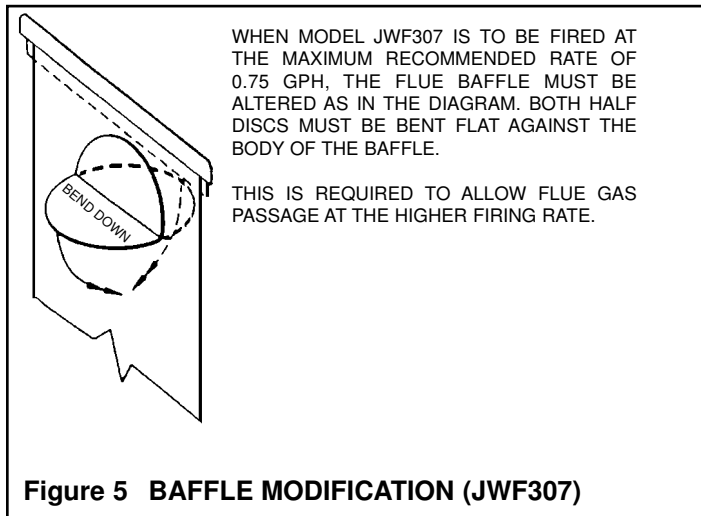 WHEN MODEL JWF307 IS TO BE FIRED AT
THE MAXIMUM RECOMMENDED RATE OF
0.75 GPH, THE FLUE BAFFLE MUST BE
ALTERED AS IN THE DIAGRAM. BOTH HALF
DISCS MUST BE BENT FLAT AGAINST THE
BODY OF THE BAFFLE.
THIS IS REQUIRED TO ALLOW FLUE GAS
PASSAGE AT THE HIGHER FIRING RATE.
BEND DOWN
Figure 5 BAFFLE MODIFICATION (JWF307)